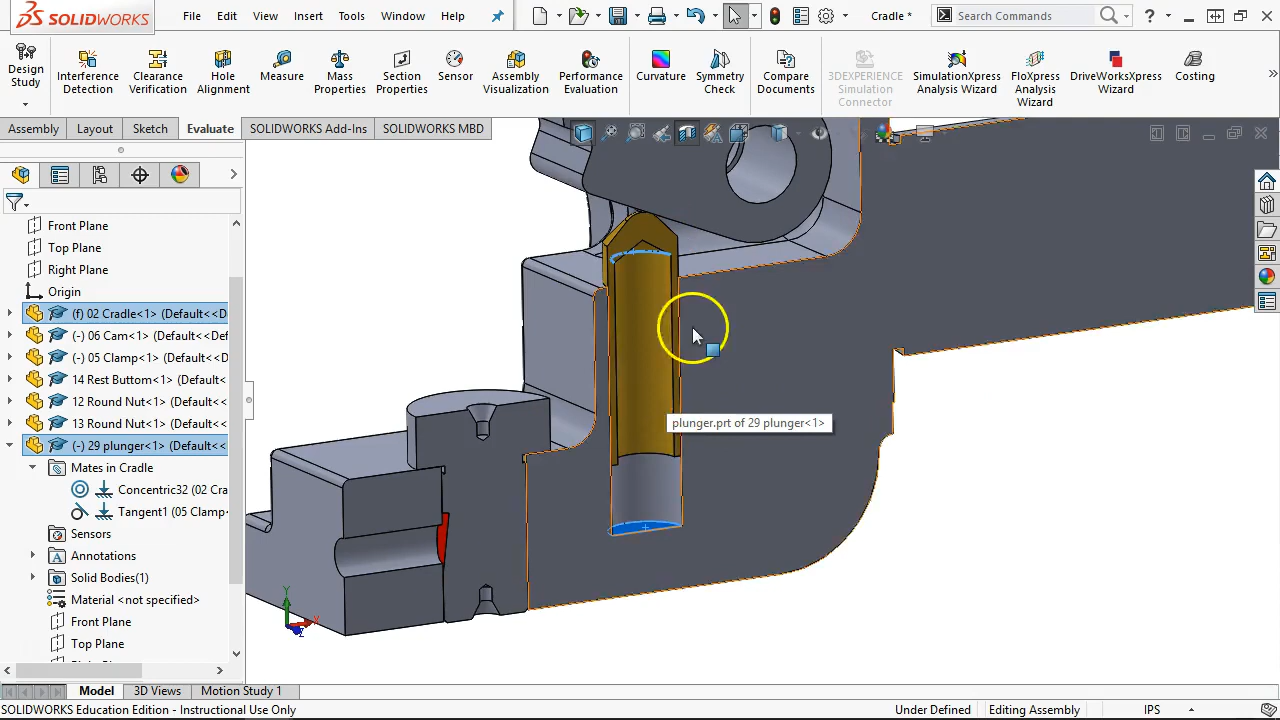 SOLIDWORKS
File Edit View Insert Tools Window Help
Cradle *
Search Commands
Design Study
Interference Detection
Clearance Verification
Hole Alignment
Measure
Mass Properties
Section Properties
Sensor
Assembly Visualization
Performance Evaluation
Curvature
Symmetry Check
Compare Documents
3DEXPERIENCE Simulation Connector
SimulationXpress Analysis Wizard
FloXpress Analysis Wizard
DriveWorksXpress Wizard
Costing
Assembly Layout Sketch Evaluate SOLIDWORKS Add-Ins SOLIDWORKS MBD
Front Plane
Top Plane
Right Plane
Origin
(f) 02 Cradle<1> (Default<<D
(-) 06 Cam<1> (Default<<Def
(-) 05 Clamp<1> (Default<<D
14 Rest Buttom<1> (Default<
12 Round Nut<1> (Default<<
13 Round Nut<1> (Default<<
(-) 29 plunger<1> (Default<<
Mates in Cradle
Concentric32 (02 Cra
Tangent1 (05 Clamp<
Sensors
Annotations
Solid Bodies(1)
Material <not specified>
Front Plane
Top Plane
plunger.prt of 29 plunger<1>
Y
X
Z
Model 3D Views Motion Study 1
SOLIDWORKS Education Edition - Instructional Use Only
Under Defined
Editing Assembly
IPS